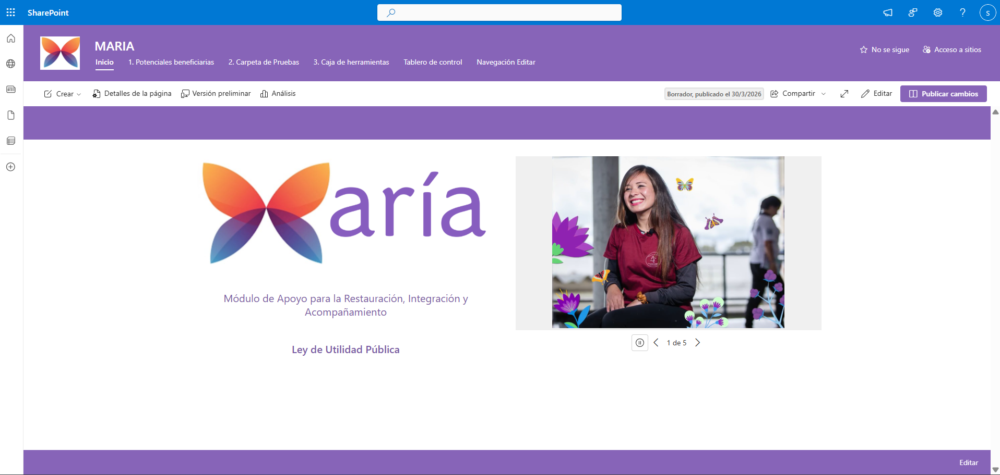 SharePoint
S
MARIA
Inicio 1. Potenciales beneficiarias 2. Carpeta de Pruebas 3. Caja de herramientas Tablero de control Navegación Editar
No se sigue Acceso a sitios
Crear Detalles de la página Versión preliminar Análisis
Borrador, publicado el 30/3/2026 Compartir Editar Publicar cambios
aría
Módulo de Apoyo para la Restauración, Integración y
Acompañamiento
Ley de Utilidad Pública
1 de 5
Editar